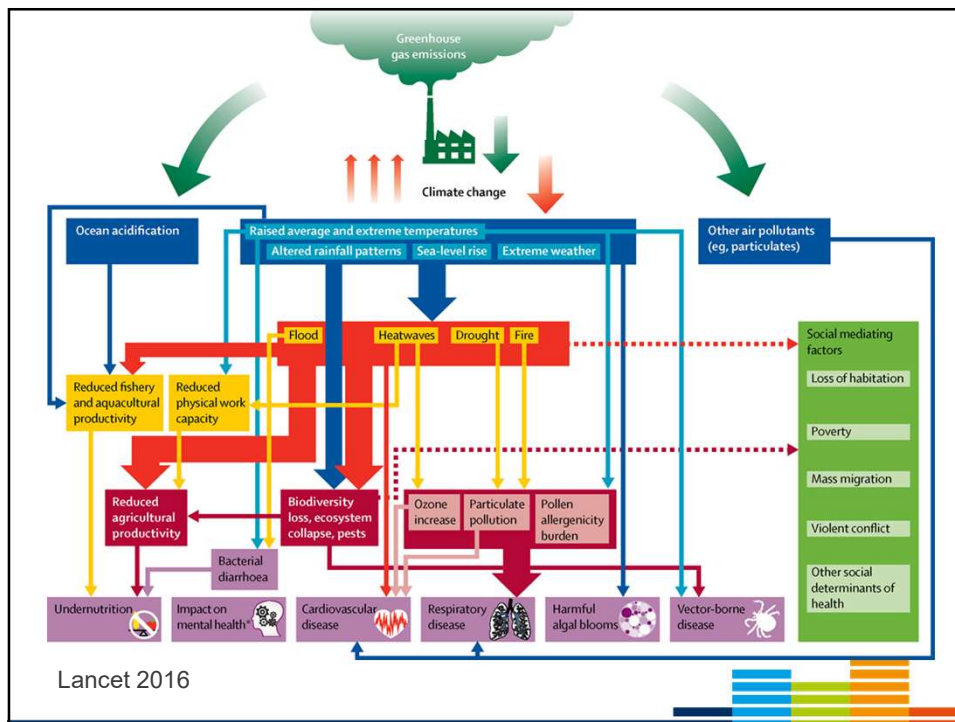 Greenhouse
gas emissions
Climate change
Ocean acidification
Raised average and extreme temperatures
Altered rainfall patterns
Sea-level rise
Extreme weather
Other air pollutants
(eg, particulates)
Flood
Heatwaves
Drought
Fire
Social mediating
factors
Loss of habitation
Poverty
Mass migration
Violent conflict
Other social
determinants of
health
Reduced fishery
and aquacultural
productivity
Reduced
physical work
capacity
Reduced
agricultural
productivity
Biodiversity
loss, ecosystem
collapse, pests
Ozone
increase
Particulate
pollution
Pollen
allergenicity
burden
Bacterial
diarrhoea
Undernutrition
Impact on
mental health*
Cardiovascular
disease
Respiratory
disease
Harmful
algal blooms
Vector-borne
disease
Lancet 2016